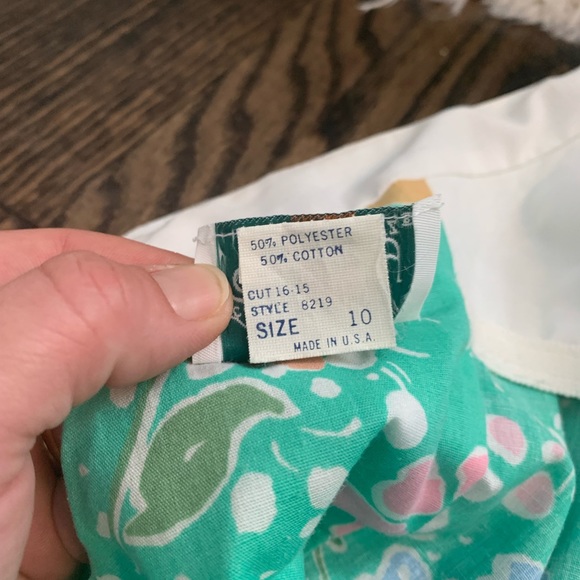 50% POLYESTER
50% COTTON
CUT 16-15
STYLE 8219
SIZE 10
MADE IN U.S.A.